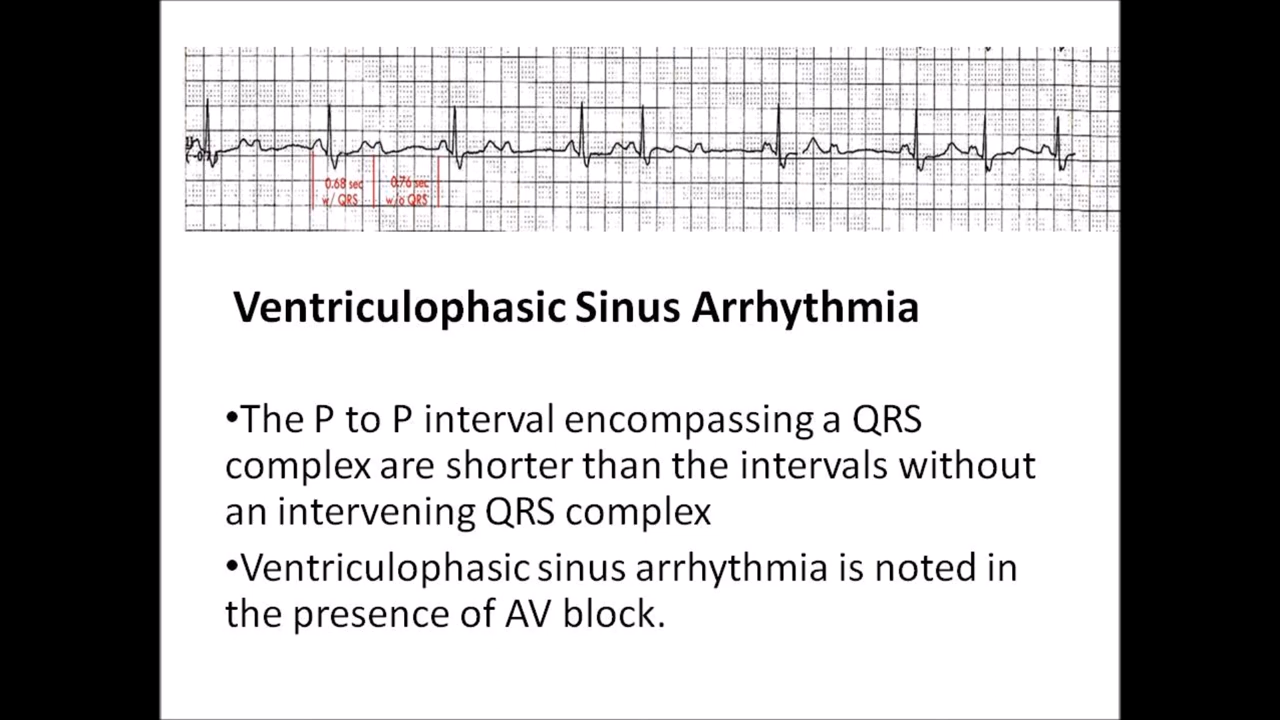 0.68 sec 0.76 sec
w/ QRS w/o QRS
Ventriculophasic Sinus Arrhythmia
•The P to P interval encompassing a QRS
complex are shorter than the intervals without
an intervening QRS complex
•Ventriculophasic sinus arrhythmia is noted in
the presence of AV block.